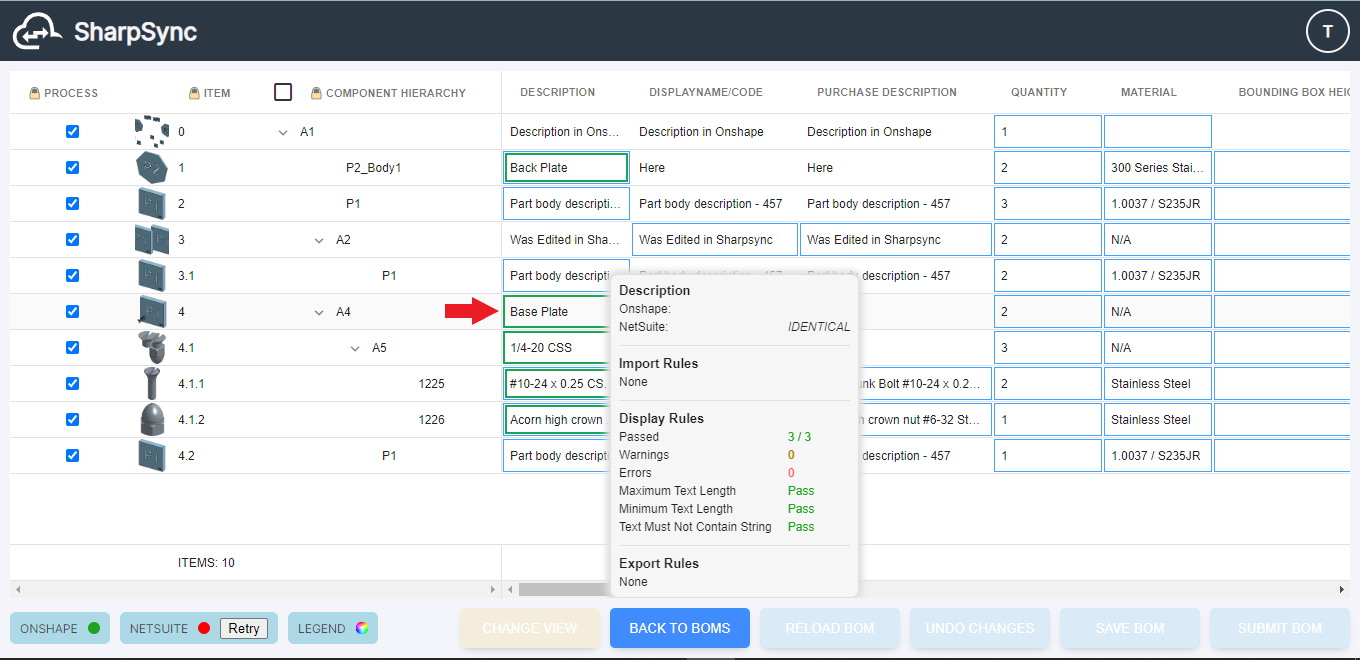 SharpSync
T
PROCESS ITEM COMPONENT HIERARCHY DESCRIPTION DISPLAYNAME/CODE PURCHASE DESCRIPTION QUANTITY MATERIAL BOUNDING BOX HEIG
0 A1 Description in Ons... Description in Onshape Description in Onshape 1
1 P2_Body1 Back Plate Here Here 2 300 Series Stai...
2 P1 Part body descripti... Part body description - 457 Part body description - 457 3 1.0037 / S235JR
3 A2 Was Edited in Sha... Was Edited in Sharpsync Was Edited in Sharpsync 2 N/A
3.1 P1 Part body descripti Part body description - 457 Part body description - 457 2 1.0037 / S235JR
4 A4 Base Plate 2 N/A
4.1 A5 1/4-20 CSS 3 N/A
4.1.1 1225 #10-24 x 0.25 CS. nk Bolt #10-24 x 0.2... 2 Stainless Steel
4.1.2 1226 Acorn high crown crown nut #6-32 St... 1 Stainless Steel
4.2 P1 Part body descript description - 457 1 1.0037 / S235JR
Description
Onshape:
NetSuite: IDENTICAL
Import Rules
None
Display Rules
Passed 3 / 3
Warnings 0
Errors 0
Maximum Text Length Pass
Minimum Text Length Pass
Text Must Not Contain String Pass
Export Rules
None
ITEMS: 10
ONSHAPE NETSUITE Retry LEGEND CHANGE VIEW BACK TO BOMS RELOAD BOM UNDO CHANGES SAVE BOM SUBMIT BOM